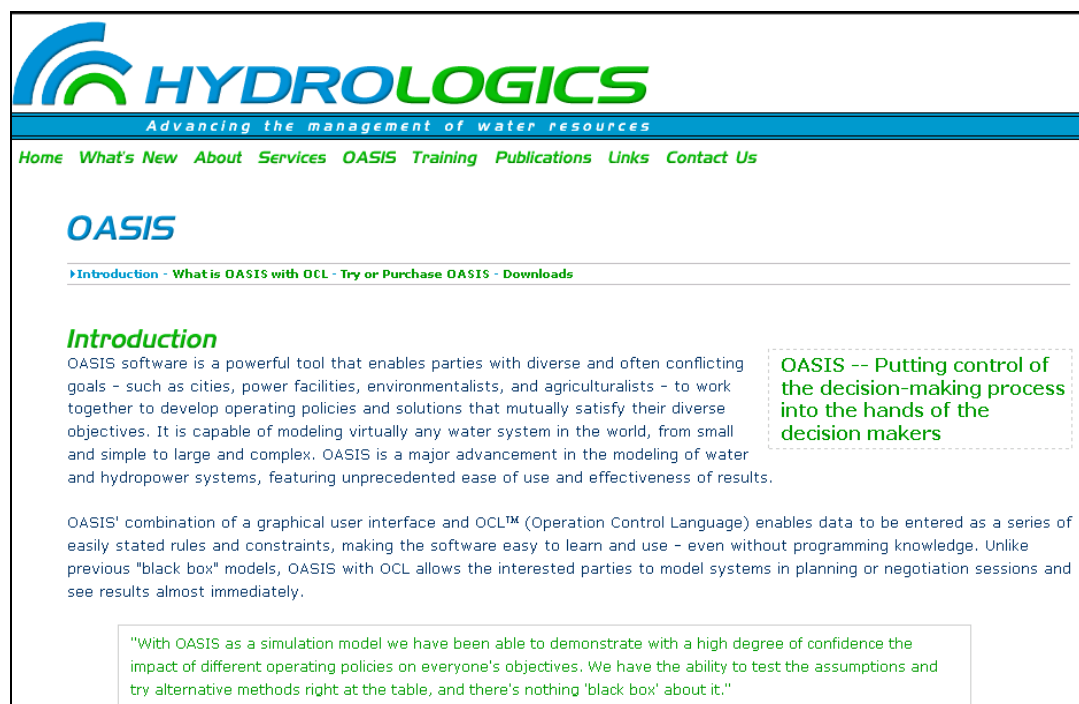 HYDROLOGICS
Advancing the management of water resources
Home What's New About Services OASIS Training Publications Links Contact Us
OASIS
Introduction - What is OASIS with OCL - Try or Purchase OASIS - Downloads
Introduction
OASIS software is a powerful tool that enables parties with diverse and often conflicting
goals – such as cities, power facilities, environmentalists, and agriculturalists – to work
together to develop operating policies and solutions that mutually satisfy their diverse
objectives. It is capable of modeling virtually any water system in the world, from small
and simple to large and complex. OASIS is a major advancement in the modeling of water
and hydropower systems, featuring unprecedented ease of use and effectiveness of results.
OASIS -- Putting control of
the decision-making process
into the hands of the
decision makers
OASIS' combination of a graphical user interface and OCL™ (Operation Control Language) enables data to be entered as a series of
easily stated rules and constraints, making the software easy to learn and use – even without programming knowledge. Unlike
previous "black box" models, OASIS with OCL allows the interested parties to model systems in planning or negotiation sessions and
see results almost immediately.
"With OASIS as a simulation model we have been able to demonstrate with a high degree of confidence the
impact of different operating policies on everyone's objectives. We have the ability to test the assumptions and
try alternative methods right at the table, and there's nothing 'black box' about it."